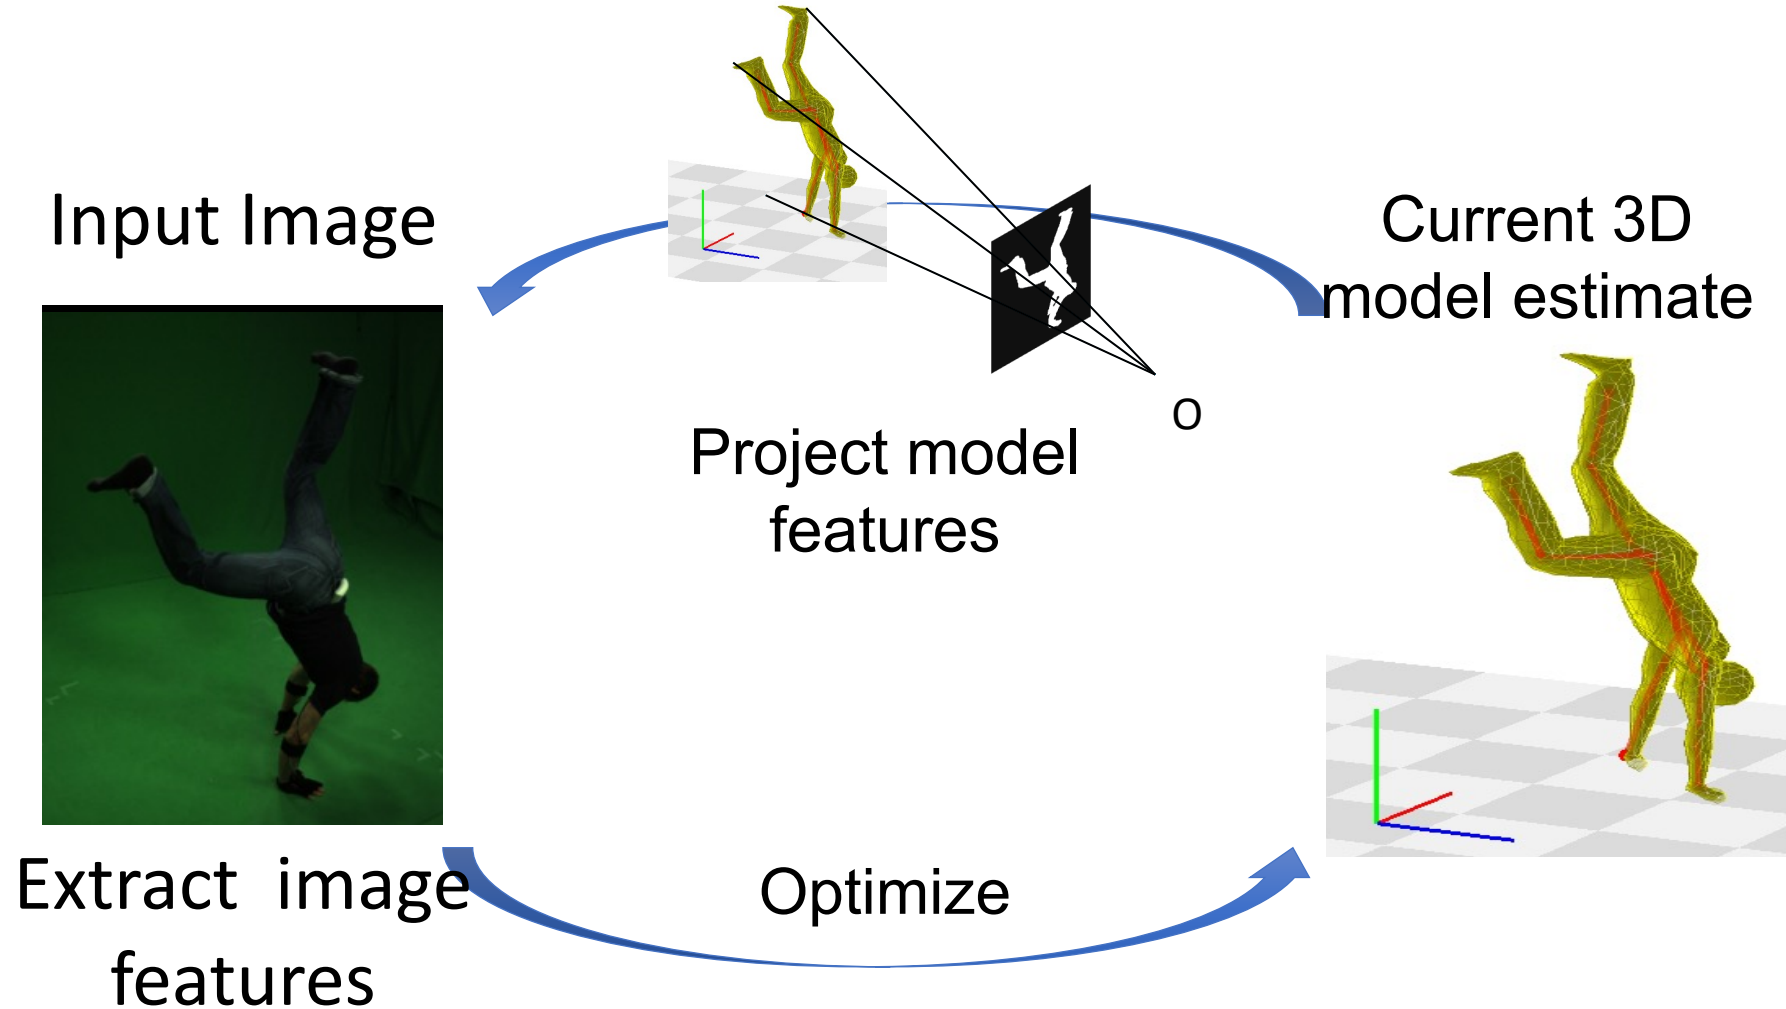 Input Image
Current 3D
model estimate
O
Project model
features
Extract image
features
Optimize